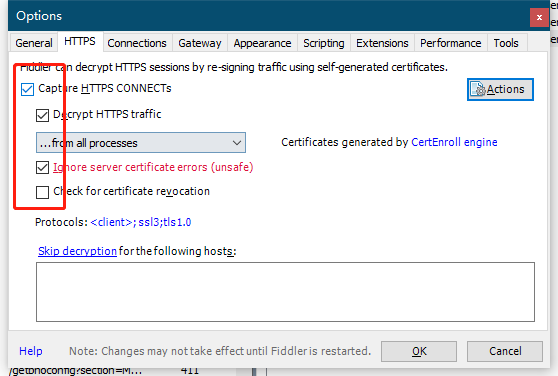 Options
General HTTPS Connections Gateway Appearance Scripting Extensions Performance Tools
Fiddler can decrypt HTTPS sessions by re-signing traffic using self-generated certificates.
Capture HTTPS CONNECTs
Actions
Decrypt HTTPS traffic
...from all processes
Certificates generated by CertEnroll engine
Ignore server certificate errors (unsafe)
Check for certificate revocation
Protocols: <client>; ssl3;tls1.0
Skip decryption for the following hosts:
Help Note: Changes may not take effect until Fiddler is restarted. OK Cancel
/getbhoconfig?section=M... 411